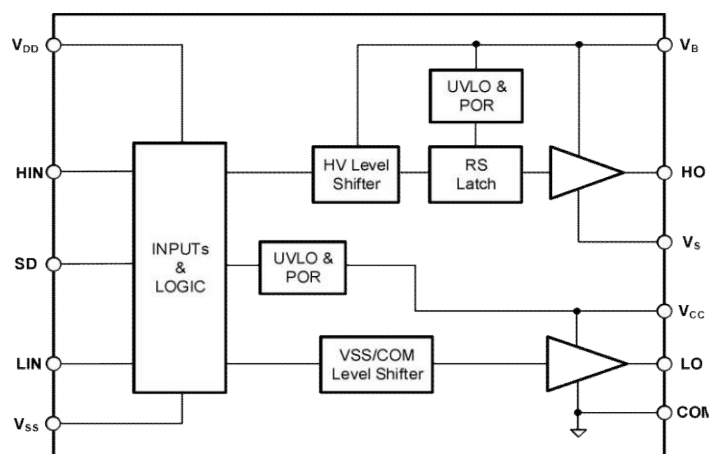 VDD
VB
UVLO &
POR
HIN
HV Level
Shifter
RS
Latch
HO
VS
SD
INPUTs
&
LOGIC
UVLO &
POR
VCC
LIN
VSS/COM
Level Shifter
LO
COM
VSS